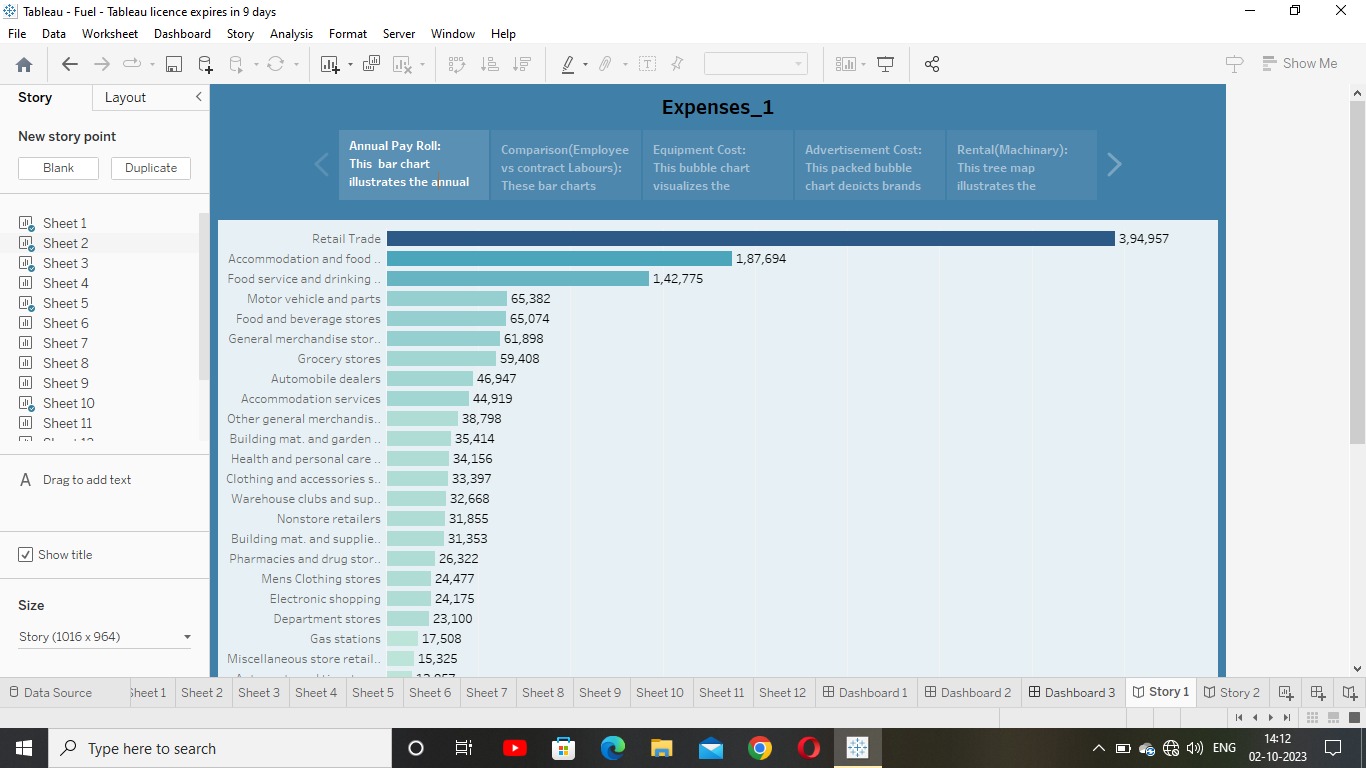 Tableau - Fuel - Tableau licence expires in 9 days
File Data Worksheet Dashboard Story Analysis Format Server Window Help
Show Me
Story Layout
New story point
Blank Duplicate
Sheet 1
Sheet 2
Sheet 3
Sheet 4
Sheet 5
Sheet 6
Sheet 7
Sheet 8
Sheet 9
Sheet 10
Sheet 11
A Drag to add text
Show title
Size
Story (1016 x 964)
Expenses_1
Annual Pay Roll:
This bar chart
illustrates the annual
Comparison(Employee
vs contract Labours):
These bar charts
Equipment Cost:
This bubble chart
visualizes the
Advertisement Cost:
This packed bubble
chart depicts brands
Rental(Machinary):
This tree map
illustrates the
Retail Trade 3,94,957
Accommodation and food .. 1,87,694
Food service and drinking .. 1,42,775
Motor vehicle and parts 65,382
Food and beverage stores 65,074
General merchandise stor.. 61,898
Grocery stores 59,408
Automobile dealers 46,947
Accommodation services 44,919
Other general merchandis.. 38,798
Building mat. and garden .. 35,414
Health and personal care .. 34,156
Clothing and accessories s.. 33,397
Warehouse clubs and sup.. 32,668
Nonstore retailers 31,855
Building mat. and supplie.. 31,353
Pharmacies and drug stor.. 26,322
Mens Clothing stores 24,477
Electronic shopping 24,175
Department stores 23,100
Gas stations 17,508
Miscellaneous store retail.. 15,325
Data Source Sheet 1 Sheet 2 Sheet 3 Sheet 4 Sheet 5 Sheet 6 Sheet 7 Sheet 8 Sheet 9 Sheet 10 Sheet 11 Sheet 12 Dashboard 1 Dashboard 2 Dashboard 3 Story 1 Story 2
Type here to search
ENG
14:12
02-10-2023